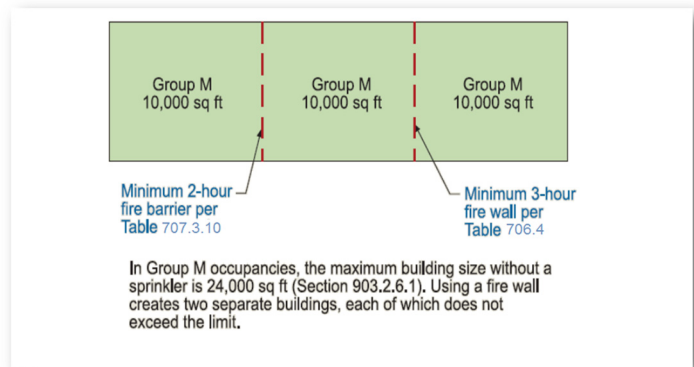 Group M
10,000 sq ft
Group M
10,000 sq ft
Group M
10,000 sq ft
Minimum 2-hour
fire barrier per
Table 707.3.10
Minimum 3-hour
fire wall per
Table 706.4
In Group M occupancies, the maximum building size without a
sprinkler is 24,000 sq ft (Section 903.2.6.1). Using a fire wall
creates two separate buildings, each of which does not
exceed the limit.